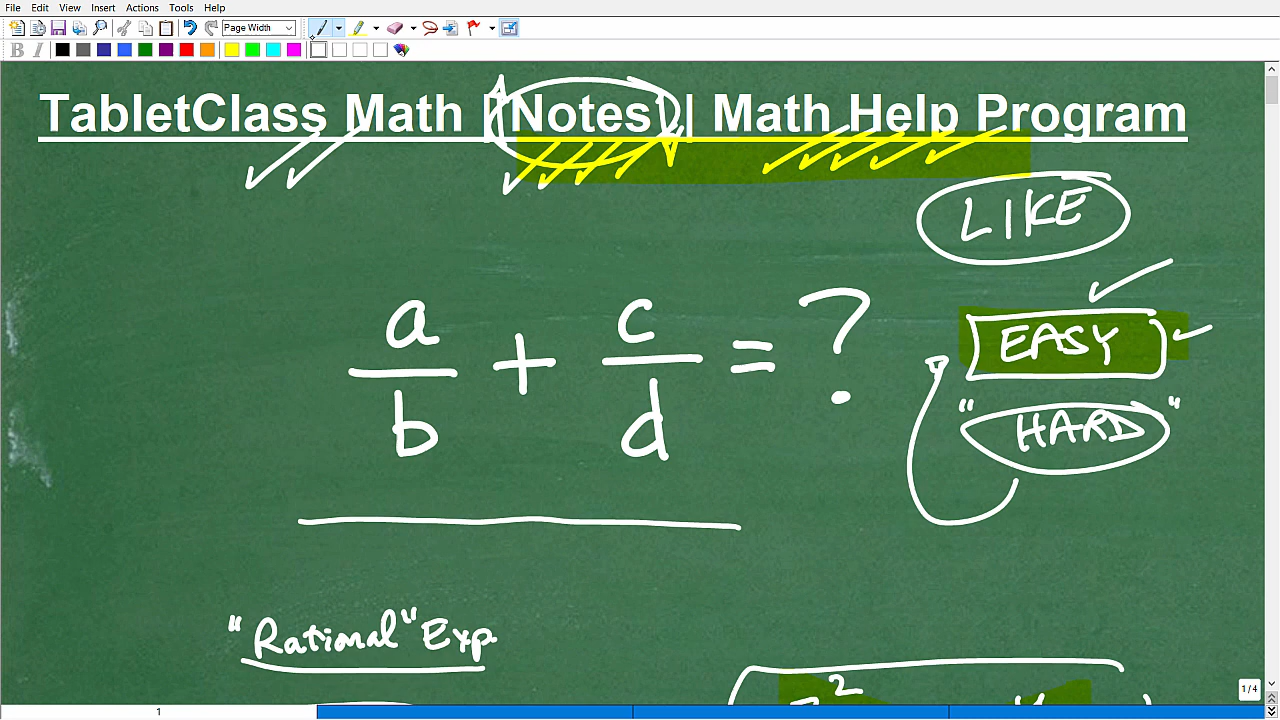 File Edit View Insert Actions Tools Help
Page Width
B I
TabletClass Math | Notes | Math Help Program
LIKE
a/b + c/d = ?
EASY
"HARD"
"Rational" Exp.
2
1/4
1